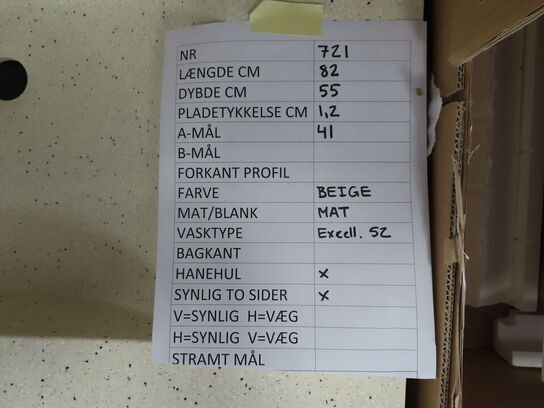 NR 721
LÆNGDE CM 82
DYBDE CM 55
PLADETYKKELSE CM 1,2
A-MÅL 41
B-MÅL
FORKANT PROFIL
FARVE BEIGE
MAT/BLANK MAT
VASKTYPE Excell. 52
BAGKANT
HANEHUL x
SYNLIG TO SIDER x
V=SYNLIG H=VÆG
H=SYNLIG V=VÆG
STRAMT MÅL